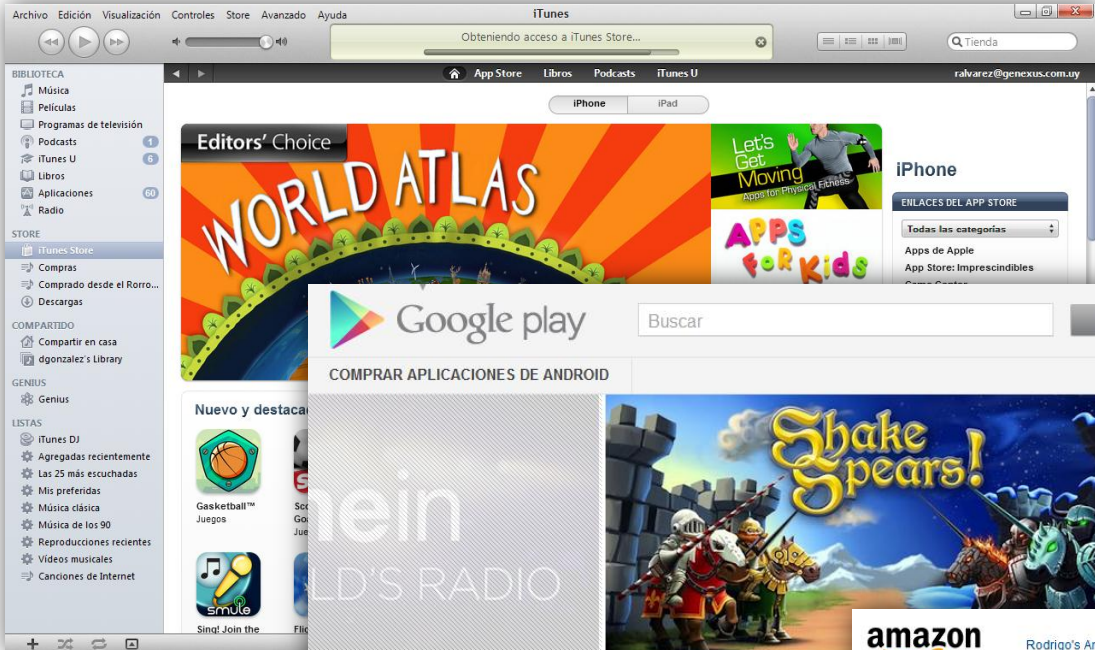 Archivo Edición Visualización Controles Store Avanzado Ayuda
iTunes
Obteniendo acceso a iTunes Store...
Tienda
BIBLIOTECA
Música
Películas
Programas de televisión
Podcasts 1
iTunes U 6
Libros
Aplicaciones 60
Radio
STORE
iTunes Store
Compras
Comprado desde el Rorro...
Descargas
COMPARTIDO
Compartir en casa
dgonzalez's Library
GENIUS
Genius
LISTAS
iTunes DJ
Agregadas recientemente
Las 25 más escuchadas
Mis preferidas
Música clásica
Música de los 90
Reproducciones recientes
Vídeos musicales
Canciones de Internet
App Store Libros Podcasts iTunes U
ralvarez@genexus.com.uy
iPhone iPad
Editors' Choice
WORLD ATLAS
Let's
Get
Moving
Apps for Physical Fitness
APPS
FOR KiDS
iPhone
ENLACES DEL APP STORE
Todas las categorías
Apps de Apple
App Store: Imprescindibles
Nuevo y destaca
Gasketball™
Juegos
smule
Sing! Join the
Google play
Buscar
COMPRAR APLICACIONES DE ANDROID
ein
LD'S RADIO
Shake
Spears!
amazon
Rodrigo's